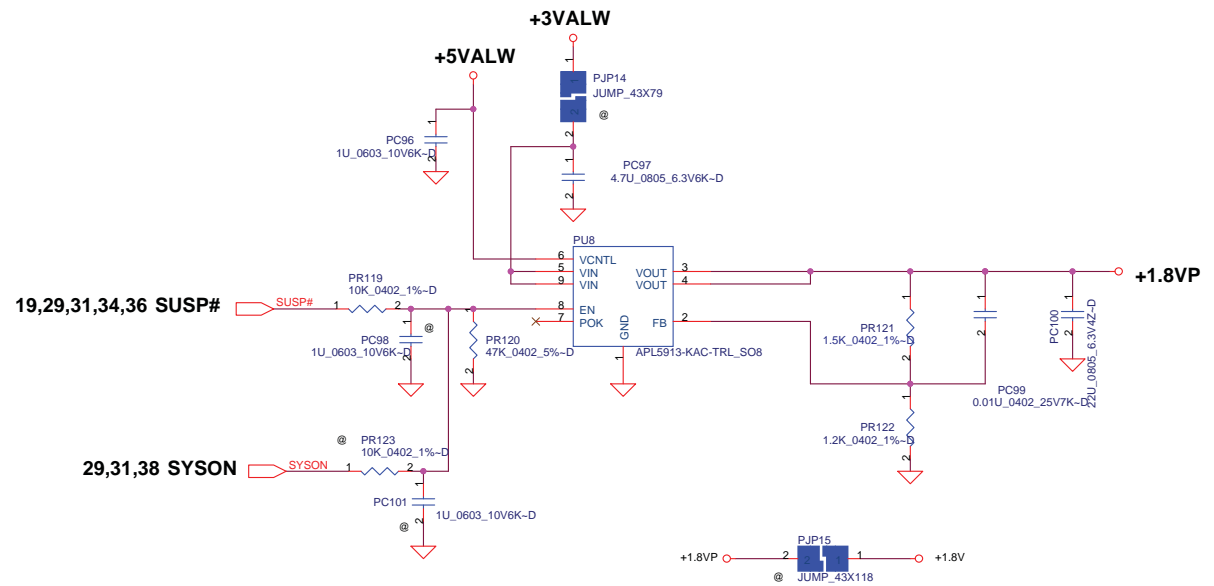 +3VALW
+5VALW
1
1
2
2
PJP14
JUMP_43X79
@
1
2
PC96
1U_0603_10V6K~D
1
2
PC97
4.7U_0805_6.3V6K~D
PU8
6 VCNTL
5 VIN
9 VIN
VOUT 3
VOUT 4
8 EN
7 POK
GND
1
FB 2
APL5913-KAC-TRL_SO8
+1.8VP
19,29,31,34,36 SUSP#
SUSP#
PR119
10K_0402_1%~D
1
2
@
1
2
PC98
1U_0603_10V6K~D
1
2
PR120
47K_0402_5%~D
1
2
PR121
1.5K_0402_1%~D
1
2
PC99
0.01U_0402_25V7K~D
1
2
PC100
22U_0805_6.3V4Z~D
1
2
PR122
1.2K_0402_1%~D
29,31,38 SYSON
SYSON
@
PR123
10K_0402_1%~D
1
2
1
2
PC101
1U_0603_10V6K~D
@
PJP15
+1.8VP
2
2
1
1
+1.8V
@
JUMP_43X118